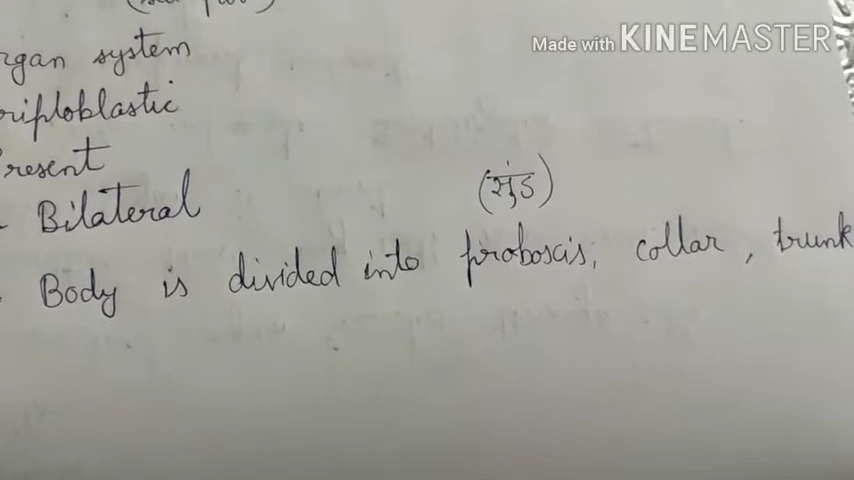 Made with KINEMASTER
rgan system
riploblastic
resent
Bilateral
(सुंड)
Body is divided into proboscis, collar, trunk